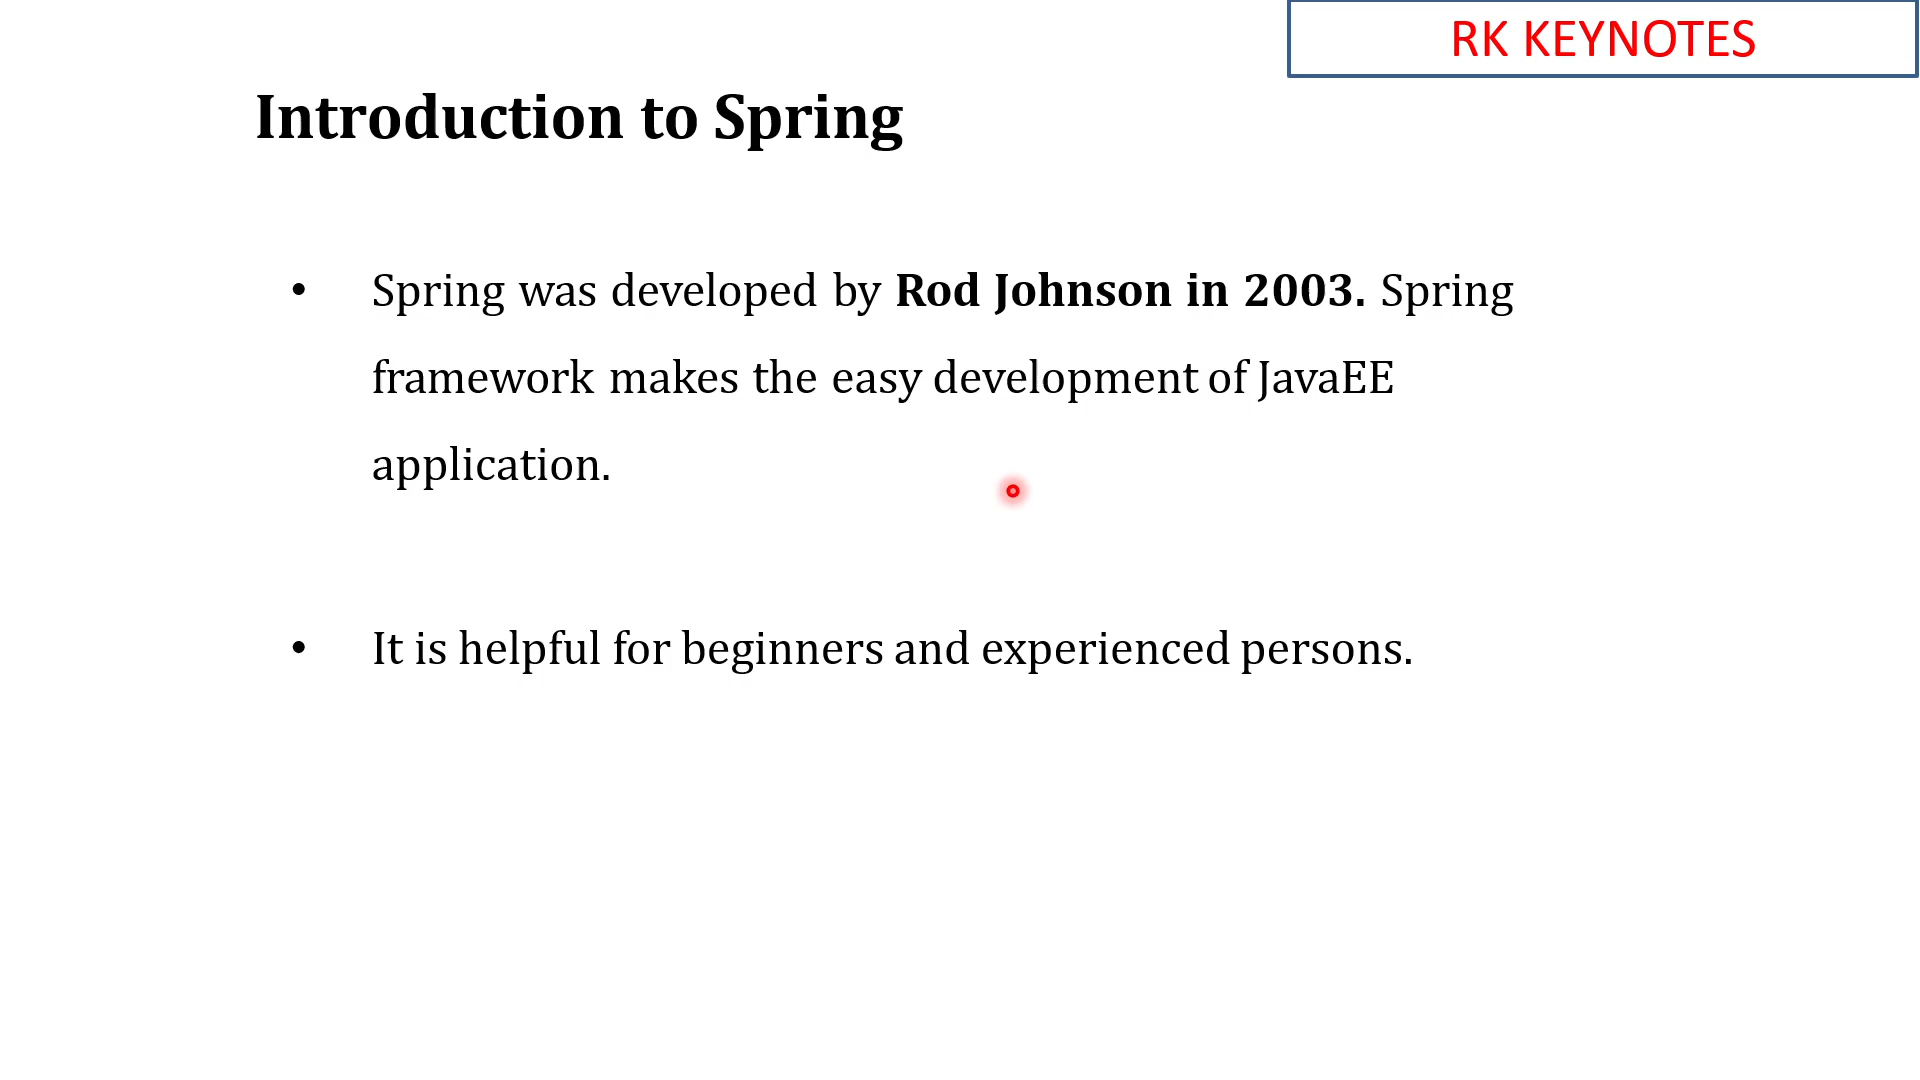 RK KEYNOTES
Introduction to Spring
• Spring was developed by Rod Johnson in 2003. Spring
framework makes the easy development of JavaEE
application.
• It is helpful for beginners and experienced persons.